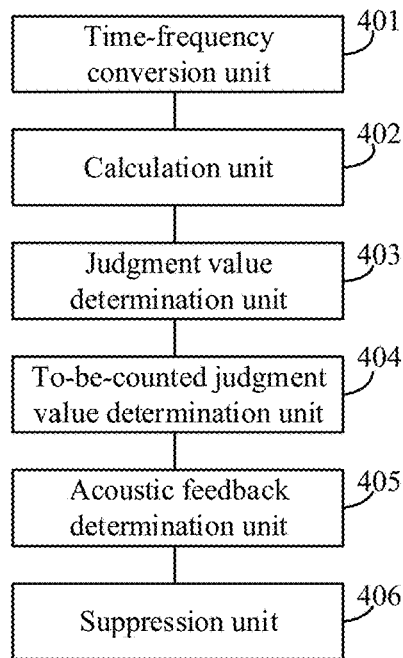 401
Time-frequency
conversion unit
402
Calculation unit
403
Judgment value
determination unit
404
To-be-counted judgment
value determination unit
405
Acoustic feedback
determination unit
406
Suppression unit